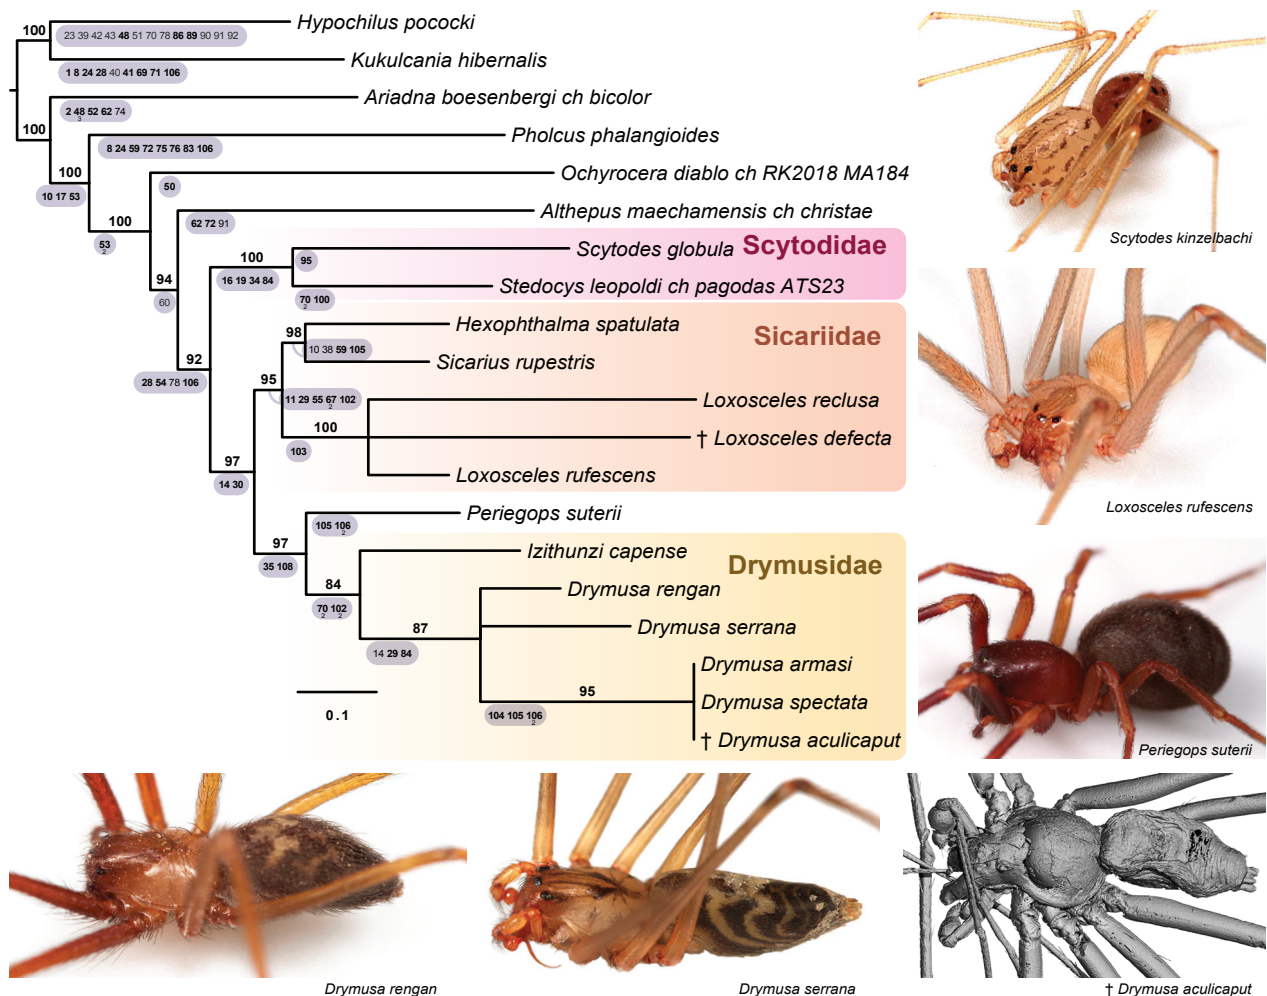 Hypochilus pococki
100
23 39 42 43 48 51 70 78 86 89 90 91 92
Kukulcania hibernalis
1 8 24 28 40 41 69 71 106
Ariadna boesenbergi ch bicolor
2 48 52 62 74
3
100
Pholcus phalangioides
8 24 59 72 75 76 83 106
100
10 17 53
Ochyrocera diablo ch RK2018 MA184
50
100
53
2
Althepus maechamensis ch christae
62 72 91
94
60
Scytodidae
Scytodes globula
95
100
16 19 34 84
Stedocys leopoldi ch pagodas ATS23
70 100
2
92
28 54 78 106
Sicariidae
Hexophthalma spatulata
98
10 38 59 105
Sicarius rupestris
95
11 29 55 67 102
2
Loxosceles reclusa
100
† Loxosceles defecta
103
Loxosceles rufescens
97
14 30
Periegops suterii
105 106
2
97
35 108
Drymusidae
Izithunzi capense
84
70 102
2 2
Drymusa rengan
87
Drymusa serrana
14 29 84
Drymusa armasi
95
Drymusa spectata
104 105 106
2
† Drymusa aculicaput
0.1
Scytodes kinzelbachi
Loxosceles rufescens
Periegops suterii
Drymusa rengan
Drymusa serrana
† Drymusa aculicaput